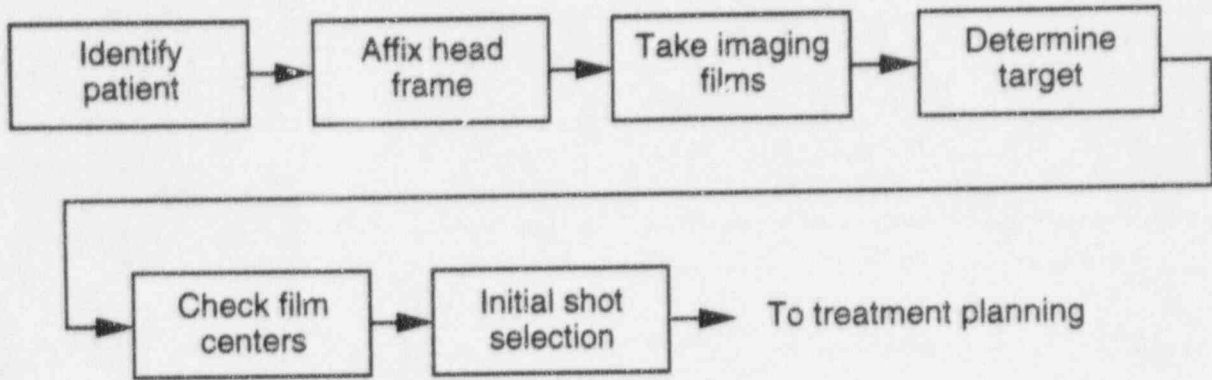 Identify
patient
Affix head
frame
Take imaging
films
Determine
target
Check film
centers
Initial shot
selection
To treatment planning